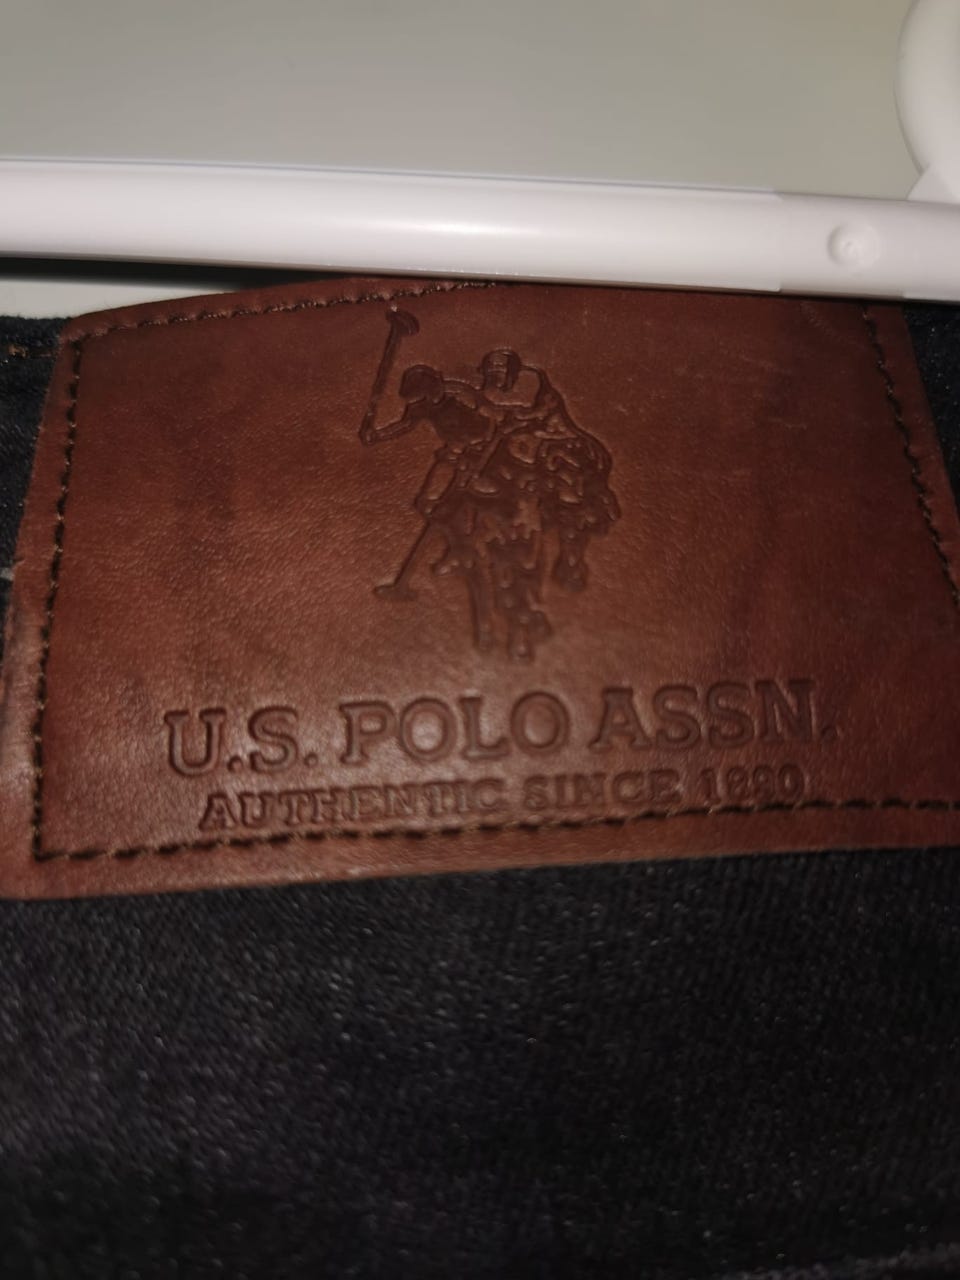 U.S. POLO ASSN.
AUTHENTIC SINCE 1890